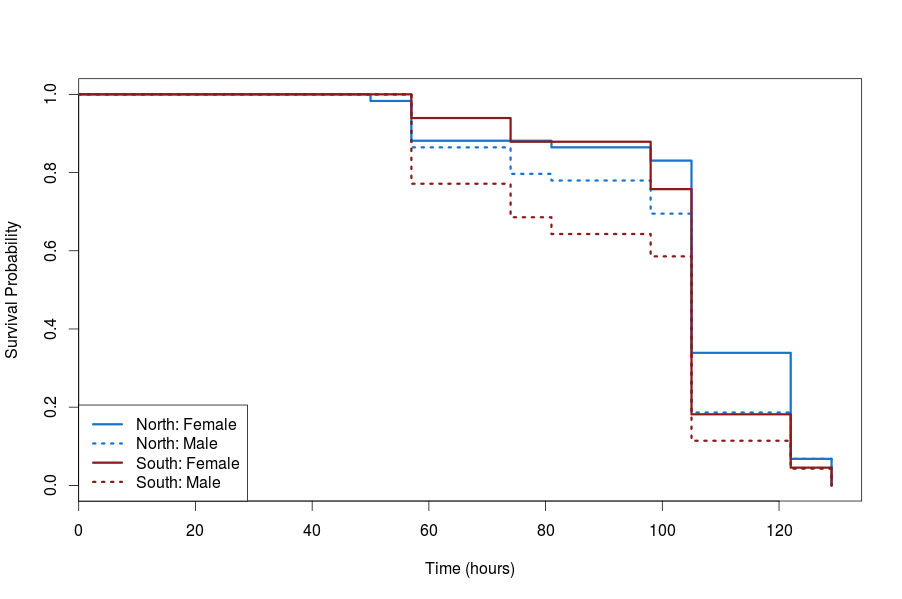 Survival Probability
1.0
0.8
0.6
0.4
0.2
0.0
North: Female
North: Male
South: Female
South: Male
0 20 40 60 80 100 120
Time (hours)